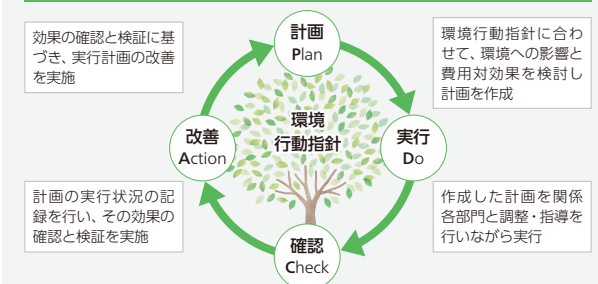 効果の確認と検証に基
づき、実行計画の改善
を実施
計画
Plan
環境行動指針に合わ
せて、環境への影響と
費用対効果を検討し
計画を作成
改善
Action
環境
行動指針
実行
Do
計画の実行状況の記
録を行い、その効果の
確認と検証を実施
確認
Check
作成した計画を関係
各部門と調整・指導を
行いながら実行